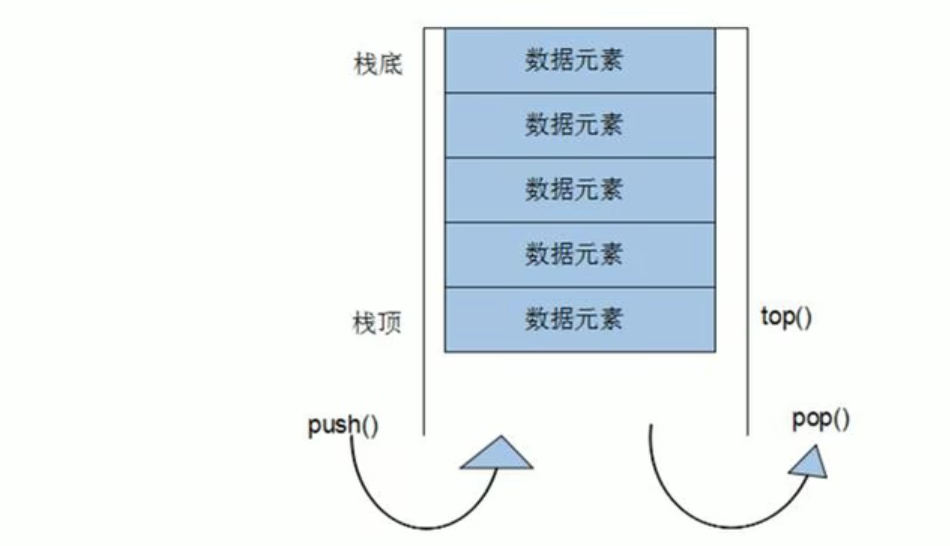 栈底
数据元素
数据元素
数据元素
数据元素
栈顶
数据元素
top()
push()
pop()